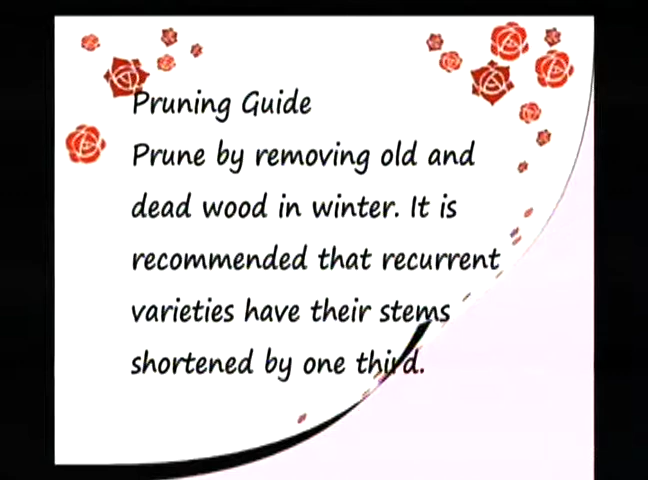 Pruning Guide
Prune by removing old and
dead wood in winter. It is
recommended that recurrent
varieties have their stems
shortened by one third.